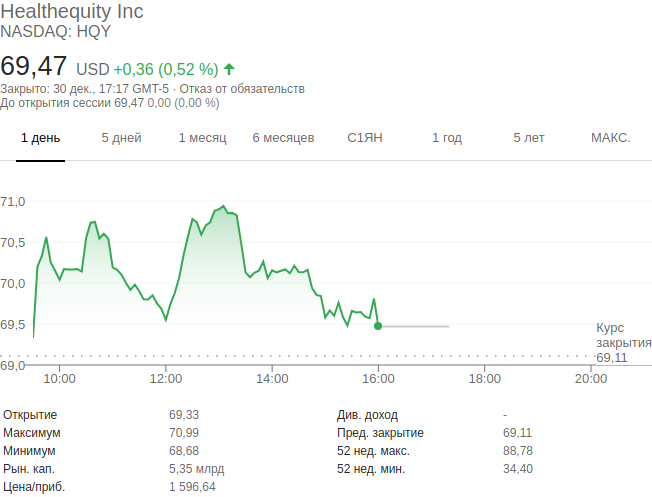 Healthequity Inc
NASDAQ: HQY
69,47 USD +0,36 (0,52 %)
Закрыто: 30 дек., 17:17 GMT-5 · Отказ от обязательств
До открытия сессии 69,47 0,00 (0,00 %)
1 день 5 дней 1 месяц 6 месяцев С1ЯН 1 год 5 лет МАКС.
71,0
70,5
70,0
69,5
69,0
Курс
закрытия
69,11
10:00 12:00 14:00 16:00 18:00 20:00
Открытие 69,33 Див. доход -
Максимум 70,99 Пред. закрытие 69,11
Минимум 68,68 52 нед. макс. 88,78
Рын. кап. 5,35 млрд 52 нед. мин. 34,40
Цена/приб. 1 596,64